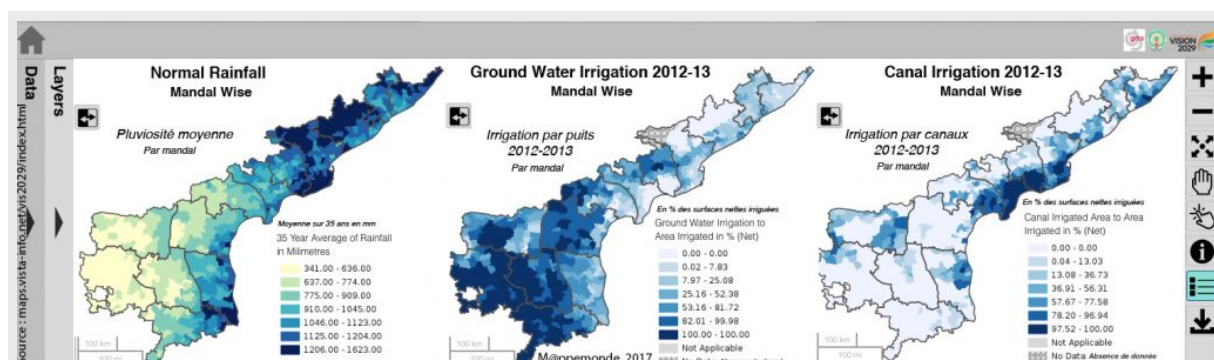 VISION
2029
Data
Layers
Source : maps.vista-info.net/vis2029/index.html
Normal Rainfall
Mandal Wise
Pluviosité moyenne
Par mandal
Moyenne sur 35 ans en mm
35 Year Average of Rainfall
in Milimetres
341.00 - 636.00
637.00 - 774.00
775.00 - 909.00
910.00 - 1045.00
1046.00 - 1123.00
1125.00 - 1204.00
1206.00 - 1623.00
100 km
100 mi
Ground Water Irrigation 2012-13
Mandal Wise
Irrigation par puits
2012-2013
Par mandal
En % des surfaces nettes irriguées
Ground Water Irrigation to
Area Irrigated in % (Net)
0.00 - 0.00
0.02 - 7.83
7.97 - 25.08
25.16 - 52.38
53.16 - 81.72
82.01 - 99.98
100.00 - 100.00
Not Applicable
No Data
100 km
100 mi
M@ppemonde, 2017
Canal Irrigation 2012-13
Mandal Wise
Irrigation par canaux
2012-2013
Par mandal
En % des surfaces nettes irriguées
Canal Irrigated Area to Area
Irrigated in % (Net)
0.00 - 0.00
0.04 - 13.03
13.08 - 36.73
36.91 - 56.31
57.67 - 77.58
78.20 - 96.94
97.52 - 100.00
Not Applicable
No Data Absence de donnée
100 km
100 mi